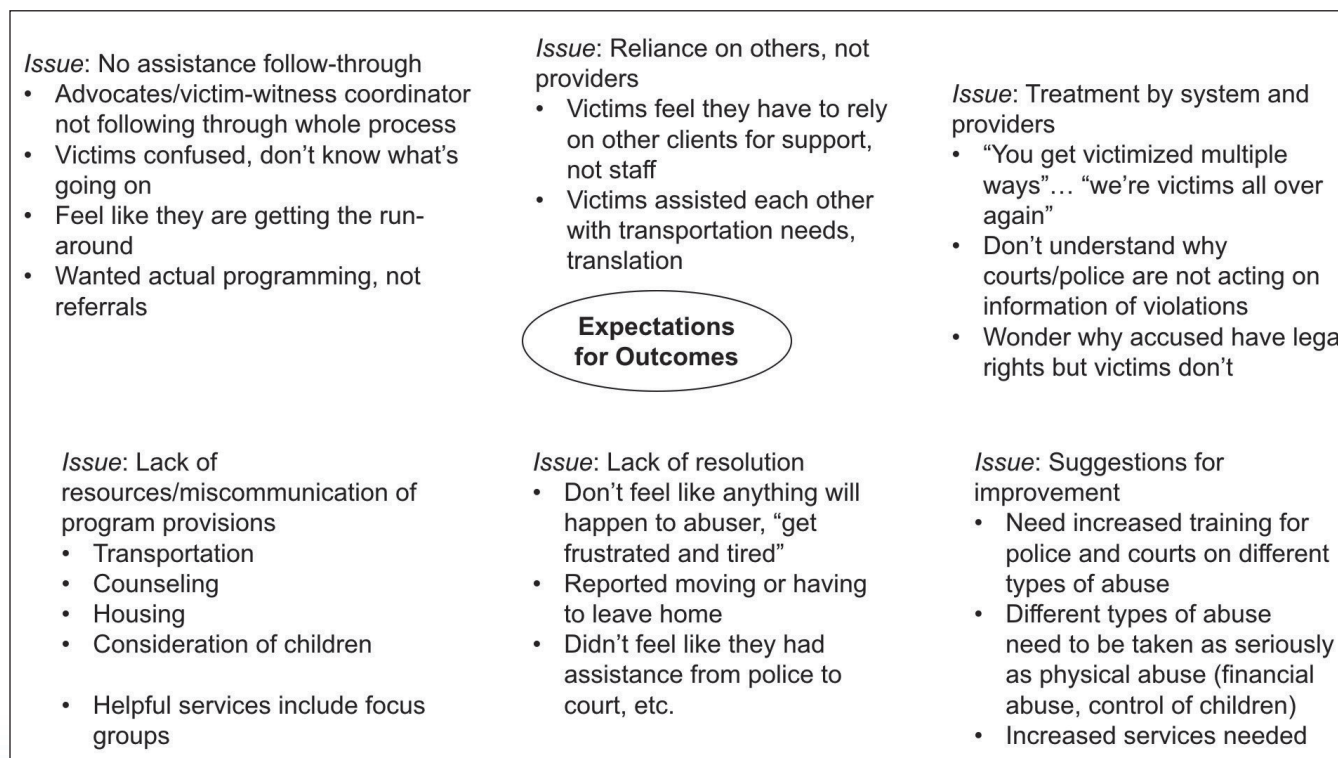 Issue: No assistance follow-through
• Advocates/victim-witness coordinator
not following through whole process
• Victims confused, don’t know what’s
going on
• Feel like they are getting the run-
around
• Wanted actual programming, not
referrals
Issue: Reliance on others, not
providers
• Victims feel they have to rely
on other clients for support,
not staff
• Victims assisted each other
with transportation needs,
translation
Issue: Treatment by system and
providers
• “You get victimized multiple
ways”… “we’re victims all over
again”
• Don’t understand why
courts/police are not acting on
information of violations
• Wonder why accused have lega
rights but victims don’t
Expectations
for Outcomes
Issue: Lack of
resources/miscommunication of
program provisions
• Transportation
• Counseling
• Housing
• Consideration of children
• Helpful services include focus
groups
Issue: Lack of resolution
• Don’t feel like anything will
happen to abuser, “get
frustrated and tired”
• Reported moving or having
to leave home
• Didn’t feel like they had
assistance from police to
court, etc.
Issue: Suggestions for
improvement
• Need increased training for
police and courts on different
types of abuse
• Different types of abuse
need to be taken as seriously
as physical abuse (financial
abuse, control of children)
• Increased services needed